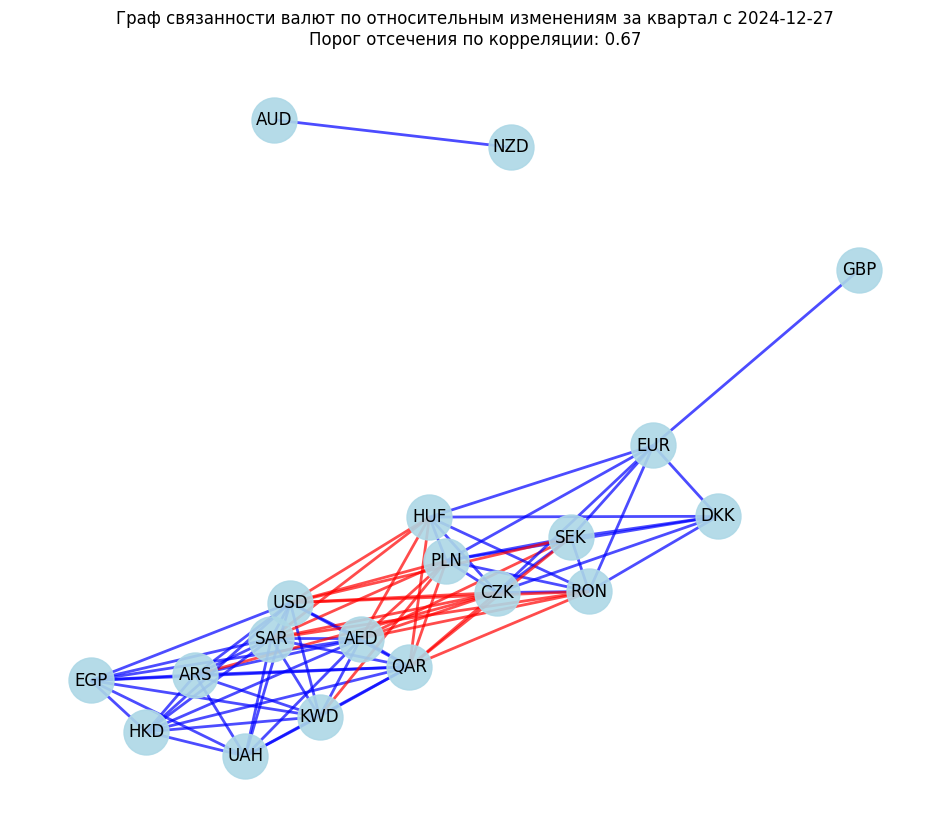 Граф связанности валют по относительным изменениям за квартал с 2024-12-27
Порог отсечения по корреляции: 0.67
AUD
NZD
GBP
EUR
HUF
DKK
SEK
PLN
CZK
RON
USD
SAR
AED
QAR
EGP
ARS
KWD
HKD
UAH